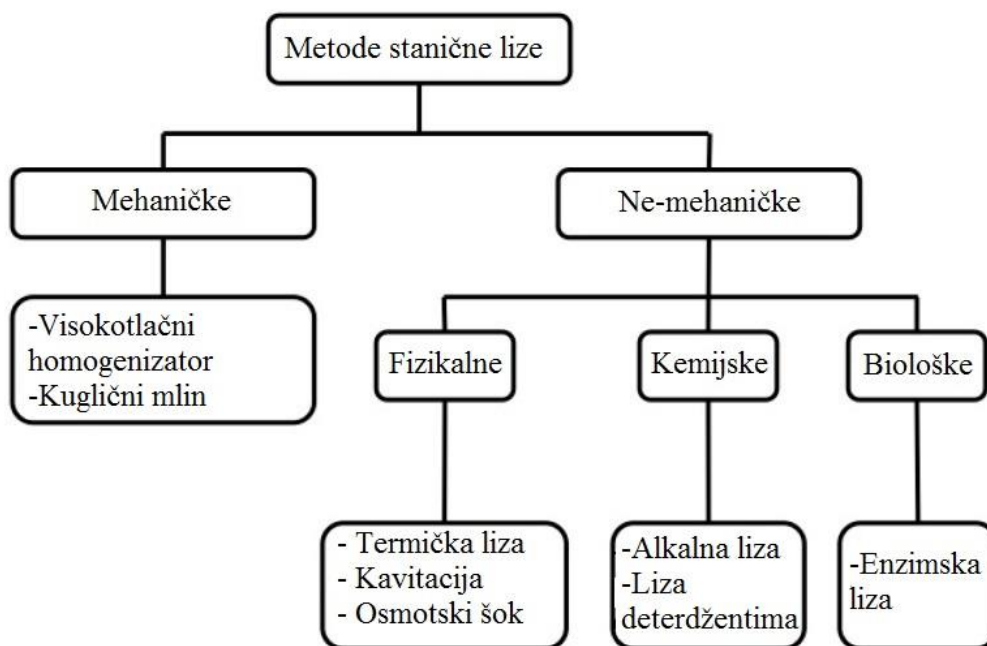 Metode stanične lize
Mehaničke
Ne-mehaničke
-Visokotlačni
homogenizator
-Kuglični mlin
Fizikalne
Kemijske
Biološke
- Termička liza
- Kavitacija
- Osmotski šok
-Alkalna liza
-Liza
deterdžentima
-Enzimska
liza